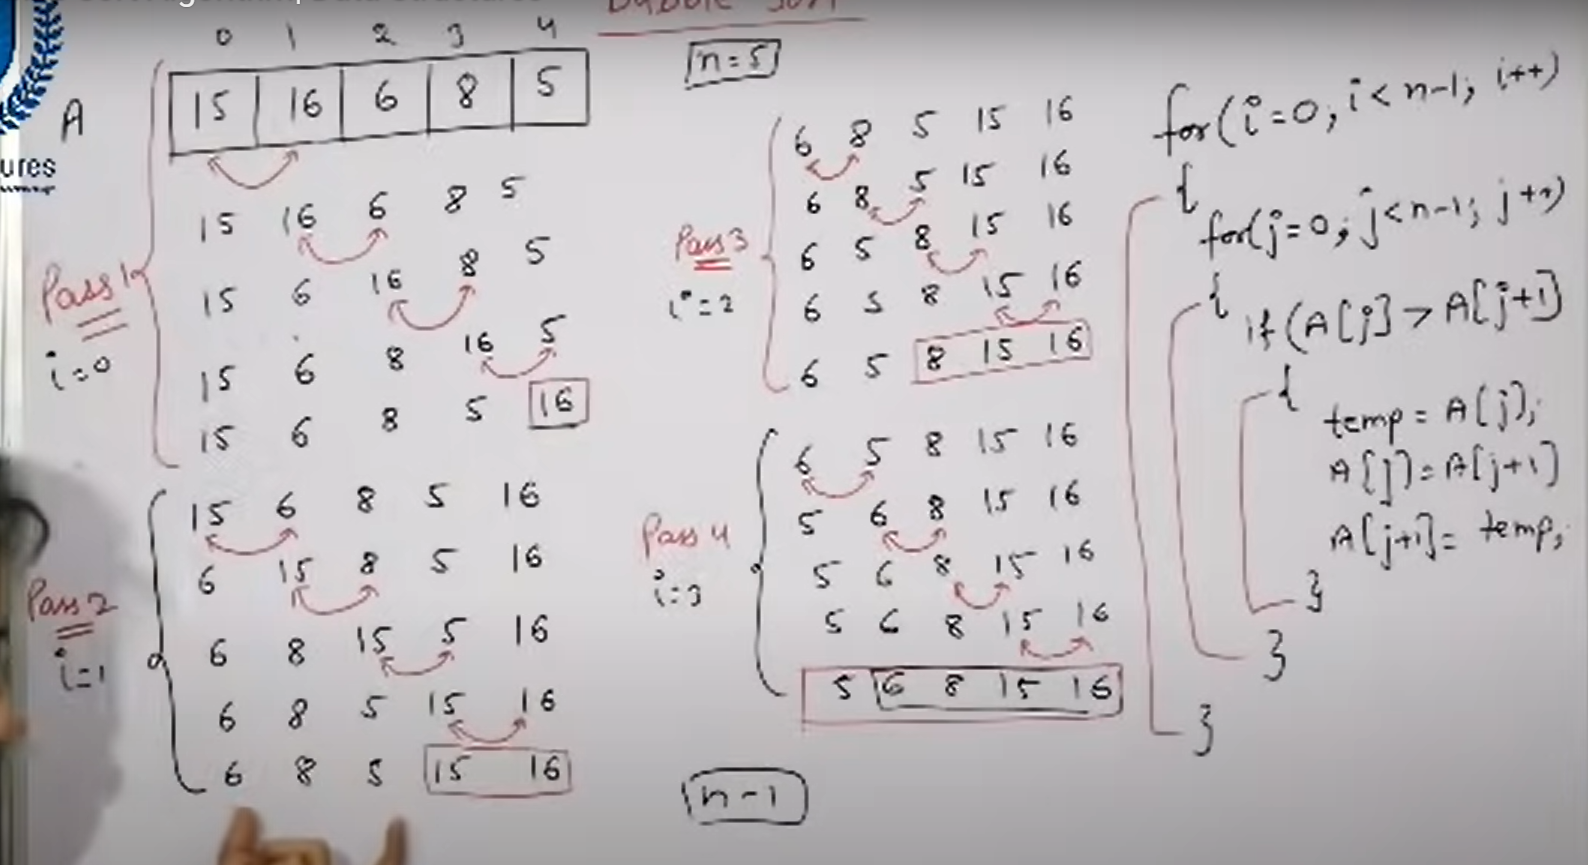 Bubble Sort
0 1 2 3 4
A
15 16 6 8 5
n=5
ures
Pass 1
i=0
15 16 6 8 5
15 6 16 8 5
15 6 8 16 5
15 6 8 5 16
Pass 2
i=1
15 6 8 5 16
6 15 8 5 16
6 8 15 5 16
6 8 5 15 16
6 8 5 15 16
Pass 3
i=2
6 8 5 15 16
6 8 5 15 16
6 5 8 15 16
6 5 8 15 16
6 5 8 15 16
Pass 4
i=3
6 5 8 15 16
5 6 8 15 16
5 6 8 15 16
5 6 8 15 16
5 6 8 15 16
n-1
for(i=0; i<n-1; i++)
{
for(j=0; j<n-1; j++)
{
if(A[j]>A[j+1]
{
temp=A[j];
A[j]=A[j+1]
A[j+1]=temp;
}
}
}